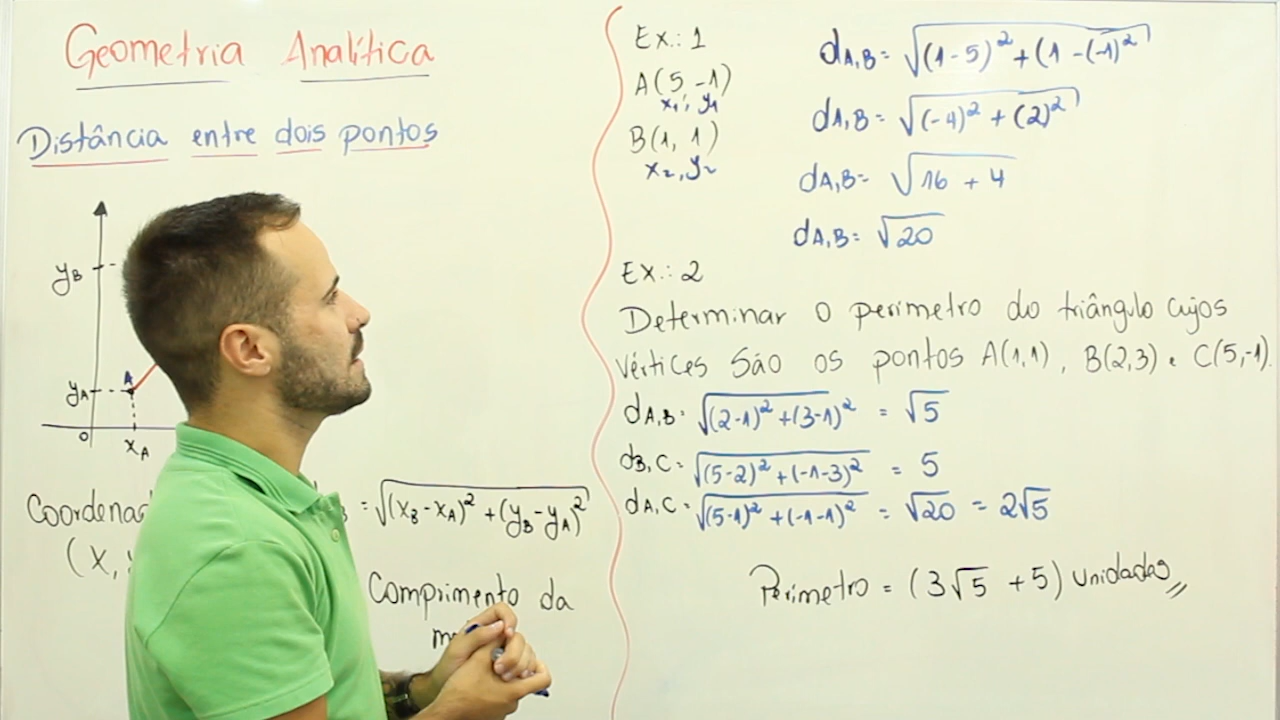 Geometria Analítica
Distância entre dois pontos
yB
yA
A
0
xA
= √(xB-xA)² + (yB-yA)²
(x,
Comprimento da
Ex.: 1
A(5,-1)
x₁, y₁
B(1, 1)
x₂, y₂
dA,B = √(1-5)² + (1-(-1)²
dA,B = √(-4)² + (2)²
dA,B = √16 + 4
dA,B = √20
Ex.: 2
Determinar o perimetro do triângulo cujos
vértices são os pontos A(1,1), B(2,3) e C(5,-1).
dA,B = √(2-1)² + (3-1)² = √5
dB,C = √(5-2)² + (-1-3)² = 5
dA,C = √(5-1)² + (-1-1)² = √20 = 2√5
Perimetro = (3√5 + 5) unidades